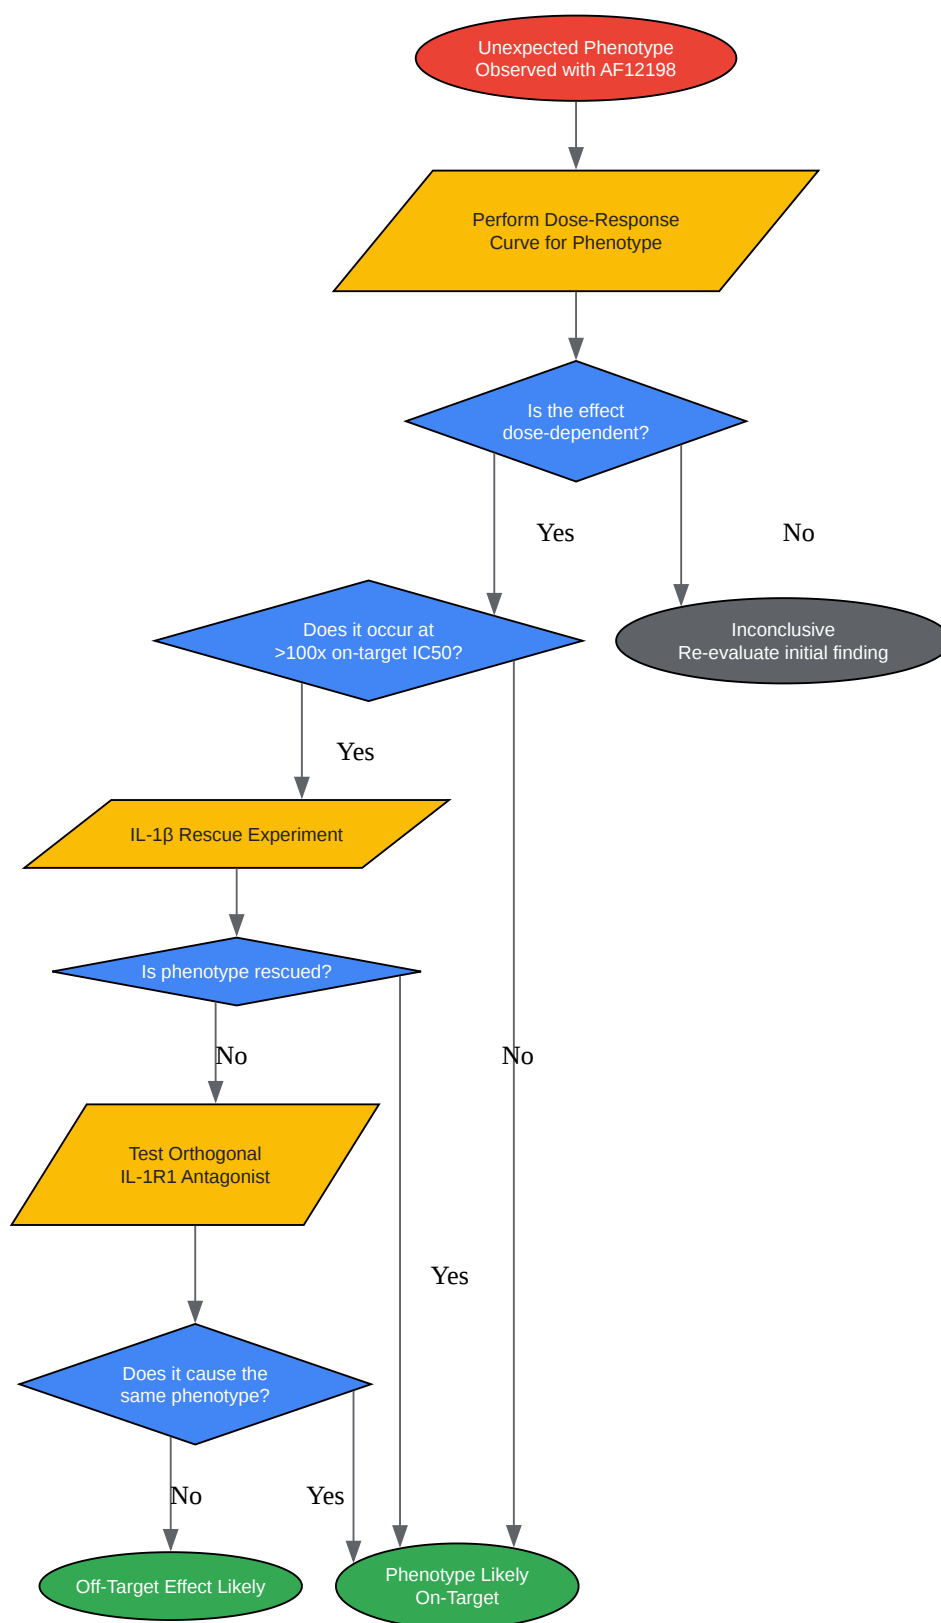 Unexpected Phenotype
Observed with AF12198
Perform Dose-Response
Curve for Phenotype
Is the effect
dose-dependent?
Yes
No
Does it occur at
>100x on-target IC50?
Inconclusive
Re-evaluate initial finding
Yes
IL-1β Rescue Experiment
Is phenotype rescued?
No
No
Test Orthogonal
IL-1R1 Antagonist
Yes
Does it cause the
same phenotype?
No
Yes
Off-Target Effect Likely
Phenotype Likely
On-Target